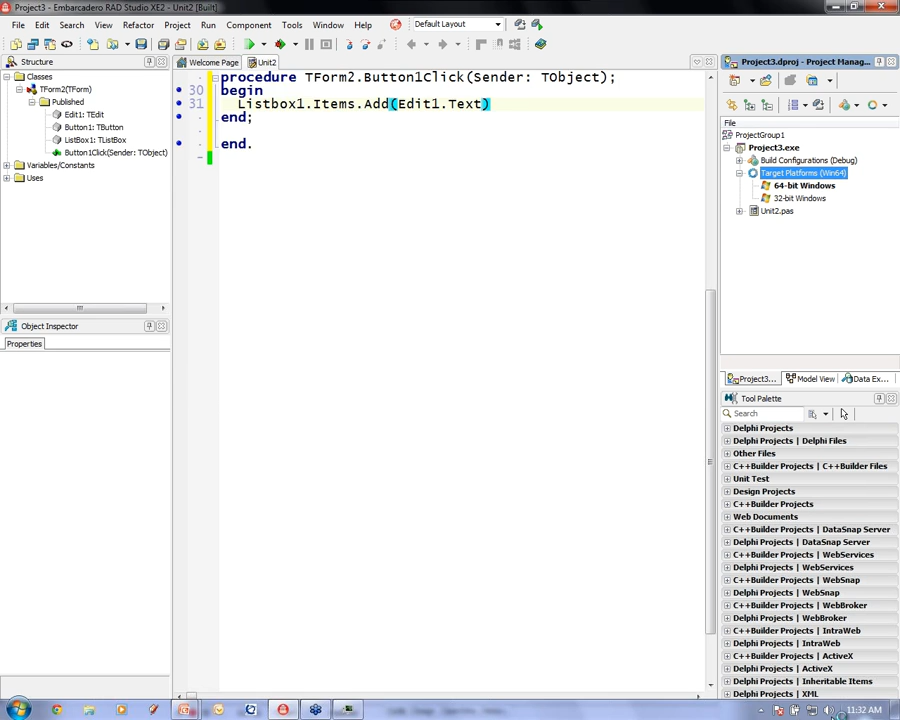 Project3 - Embarcadero RAD Studio XE2 - Unit2 [Built]
File Edit Search View Refactor Project Run Component Tools Window Help Default Layout
Structure
Classes
TForm2(TForm)
Published
Edit1: TEdit
Button1: TButton
ListBox1: TListBox
Button1Click(Sender: TObject)
Variables/Constants
Uses
Object Inspector
Properties
Welcome Page Unit2
procedure TForm2.Button1Click(Sender: TObject);
30 begin
31 Listbox1.Items.Add(Edit1.Text)
end;
end.
Project3.dproj - Project Manag...
File
ProjectGroup1
Project3.exe
Build Configurations (Debug)
Target Platforms (Win64)
64-bit Windows
32-bit Windows
Unit2.pas
Project3... Model View Data Ex...
Tool Palette
Search
Delphi Projects
Delphi Projects | Delphi Files
Other Files
C++Builder Projects | C++Builder Files
Unit Test
Design Projects
C++Builder Projects
Web Documents
C++Builder Projects | DataSnap Server
Delphi Projects | DataSnap Server
C++Builder Projects | WebServices
Delphi Projects | WebServices
C++Builder Projects | WebSnap
Delphi Projects | WebSnap
C++Builder Projects | WebBroker
Delphi Projects | WebBroker
C++Builder Projects | IntraWeb
Delphi Projects | IntraWeb
C++Builder Projects | ActiveX
Delphi Projects | ActiveX
Delphi Projects | Inheritable Items
Delphi Projects | XML
11:32 AM